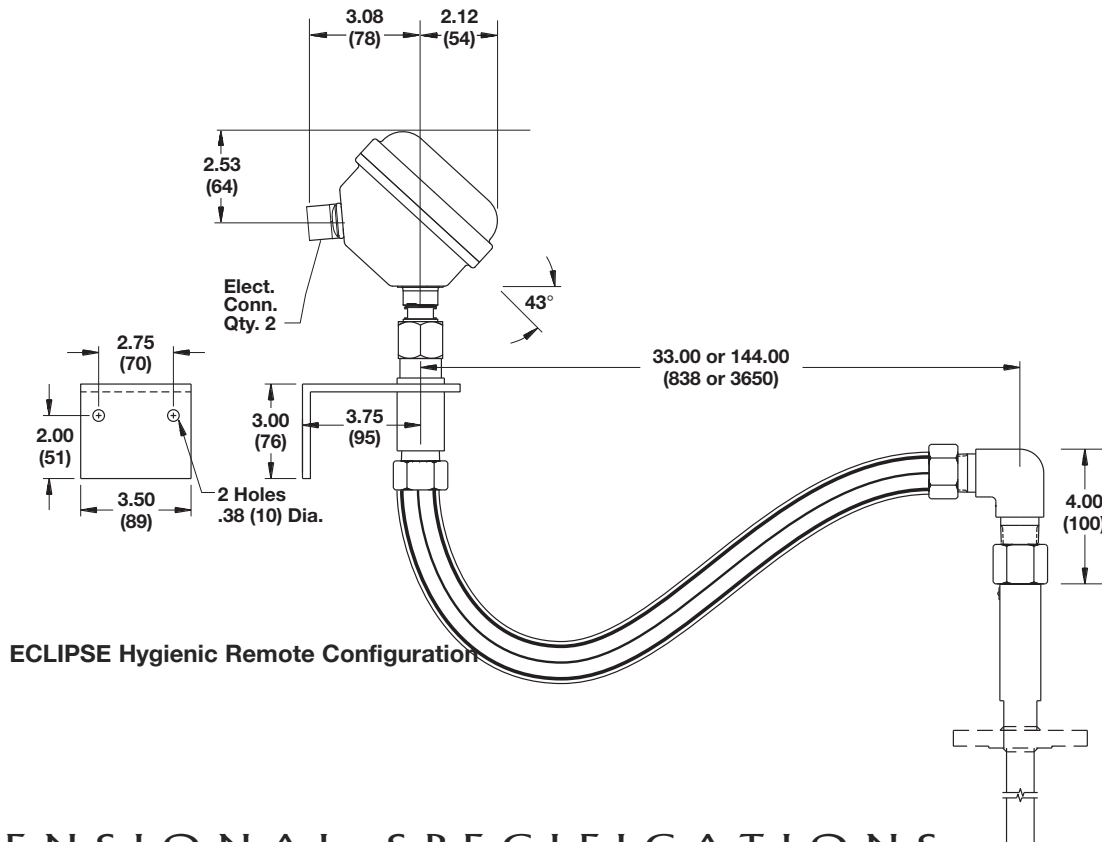 3.08
(78)
2.12
(54)
2.53
(64)
Elect.
Conn.
Qty. 2
43°
2.75
(70)
33.00 or 144.00
(838 or 3650)
2.00
(51)
3.00
(76)
3.75
(95)
3.50
(89)
2 Holes
.38 (10) Dia.
4.00
(100)
ECLIPSE Hygienic Remote Configuration
ENSIONAL SPECIFICATIONS